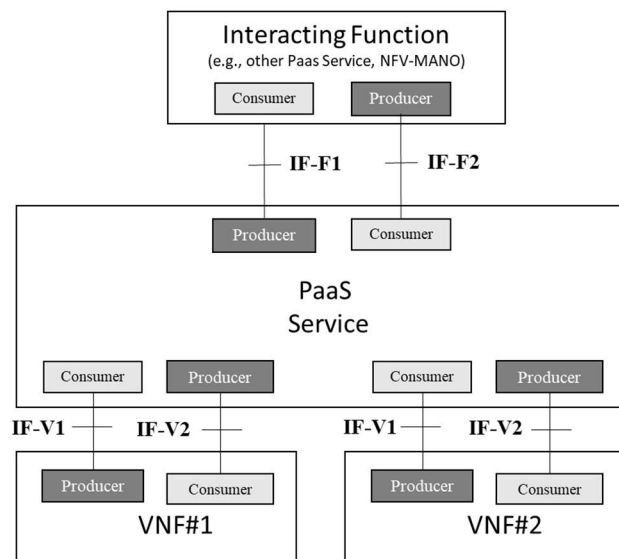 Interacting Function
(e.g., other Paas Service, NFV-MANO)
Consumer
Producer
IF-F1
IF-F2
Producer
Consumer
PaaS
Service
Consumer
Producer
Consumer
Producer
IF-V1
IF-V2
IF-V1
IF-V2
Producer
Consumer
Producer
Consumer
VNF#1
VNF#2